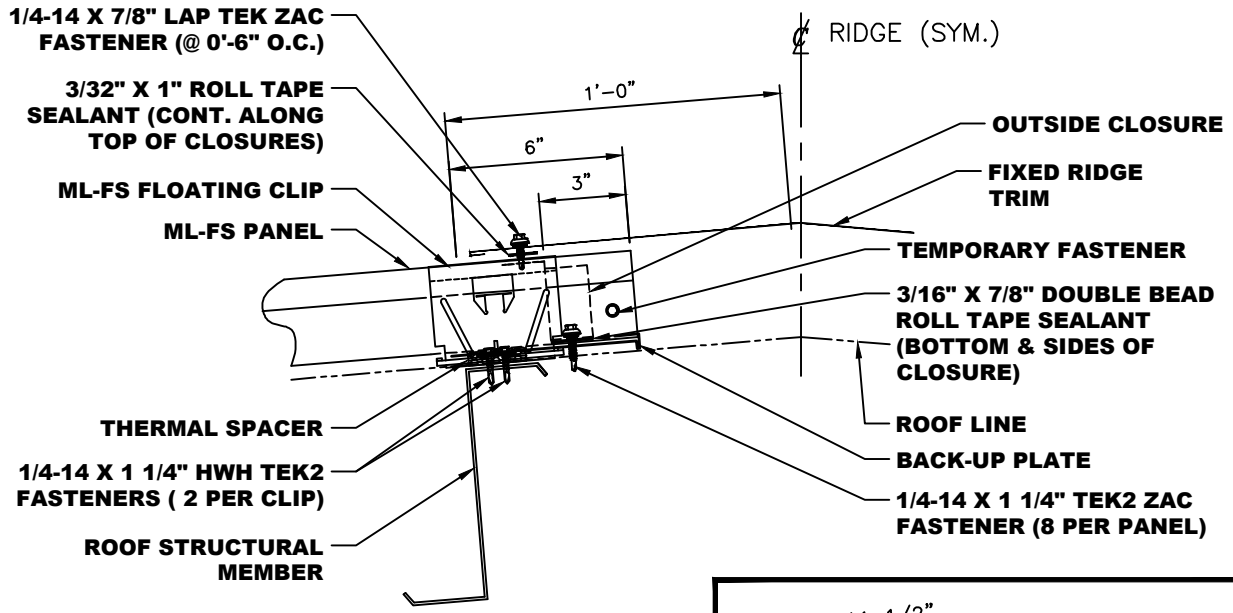 1/4-14 X 7/8" LAP TEK ZAC
FASTENER (@ 0'-6" O.C.)
3/32" X 1" ROLL TAPE
SEALANT (CONT. ALONG
TOP OF CLOSURES)
ML-FS FLOATING CLIP
ML-FS PANEL
THERMAL SPACER
1/4-14 X 1 1/4" HWH TEK2
FASTENERS ( 2 PER CLIP)
ROOF STRUCTURAL
MEMBER
1'-0"
6"
3"
℄ RIDGE (SYM.)
OUTSIDE CLOSURE
FIXED RIDGE
TRIM
TEMPORARY FASTENER
3/16" X 7/8" DOUBLE BEAD
ROLL TAPE SEALANT
(BOTTOM & SIDES OF
CLOSURE)
ROOF LINE
BACK-UP PLATE
1/4-14 X 1 1/4" TEK2 ZAC
FASTENER (8 PER PANEL)